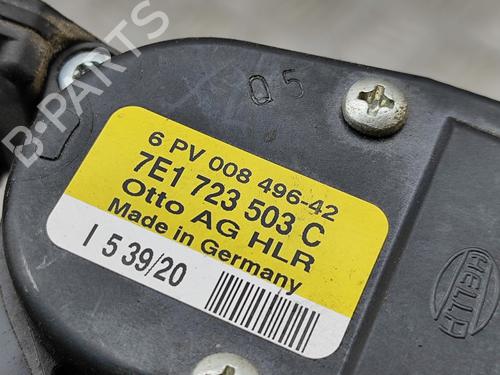 05
6 PV 008 496-42
7E1 723 503 C
Otto AG HLR
Made in Germany
I 5 39/20
HELLA
B-PARTS